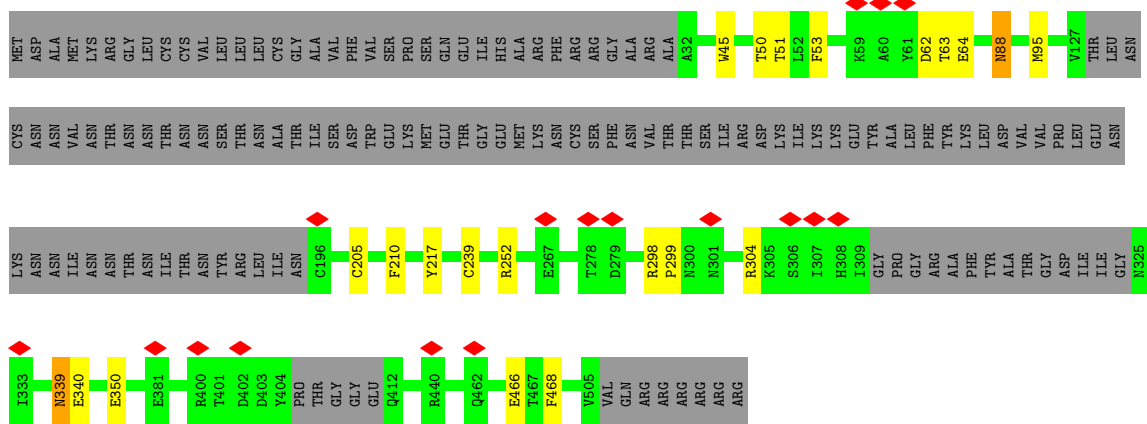 MET ASP ALA MET LYS ARG GLY LEU CYS CYS VAL LEU LEU LEU CYS GLY ALA VAL PHE VAL SER PRO SER GLN GLU ILE HIS ALA ARG PHE ARG ARG GLY ALA ARG ALA A32 W45 T50 T51 L52 F53 K59 A60 Y61 D62 T63 E64 N88 M95 V127 THR LEU ASN
CYS ASN ASN VAL ASN THR ASN ASN THR ASN ASN SER THR ASN ALA THR ILE SER ASP TRP GLU LYS MET GLU THR GLY GLU MET LYS ASN CYS SER PHE ASN VAL THR THR SER ILE ARG ASP LYS ILE LYS LYS GLU TYR ALA LEU PHE TYR LYS LEU ASP VAL VAL PRO LEU GLU ASN
LYS ASN ASN ILE ASN ASN THR ASN ILE THR ASN TYR ARG LEU ILE ASN C196 C205 F210 Y217 C239 R252 E267 T278 D279 R298 P299 N300 N301 R304 K305 S306 I307 H308 I309 GLY PRO GLY ARG ALA PHE TYR ALA THR GLY ASP ILE ILE GLY N325
I333 N339 E340 E350 E381 R400 T401 D402 D403 Y404 PRO THR GLY GLY GLU Q412 R440 Q462 E466 T467 F468 V505 VAL GLN ARG ARG ARG ARG ARG ARG